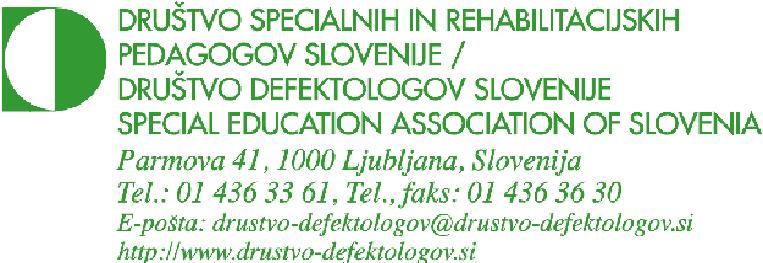 DRUŠTVO SPECIALNIH IN REHABILITACIJSKIH
PEDAGOGOV SLOVENIJE /
DRUŠTVO DEFEKTOLOGOV SLOVENIJE
SPECIAL EDUCATION ASSOCIATION OF SLOVENIA
Parmova 41, 1000 Ljubljana, Slovenija
Tel.: 01 436 33 61, Tel., faks: 01 436 36 30
E-pošta: drustvo-defektologov@drustvo-defektologov.si
http://www.drustvo-defektologov.si